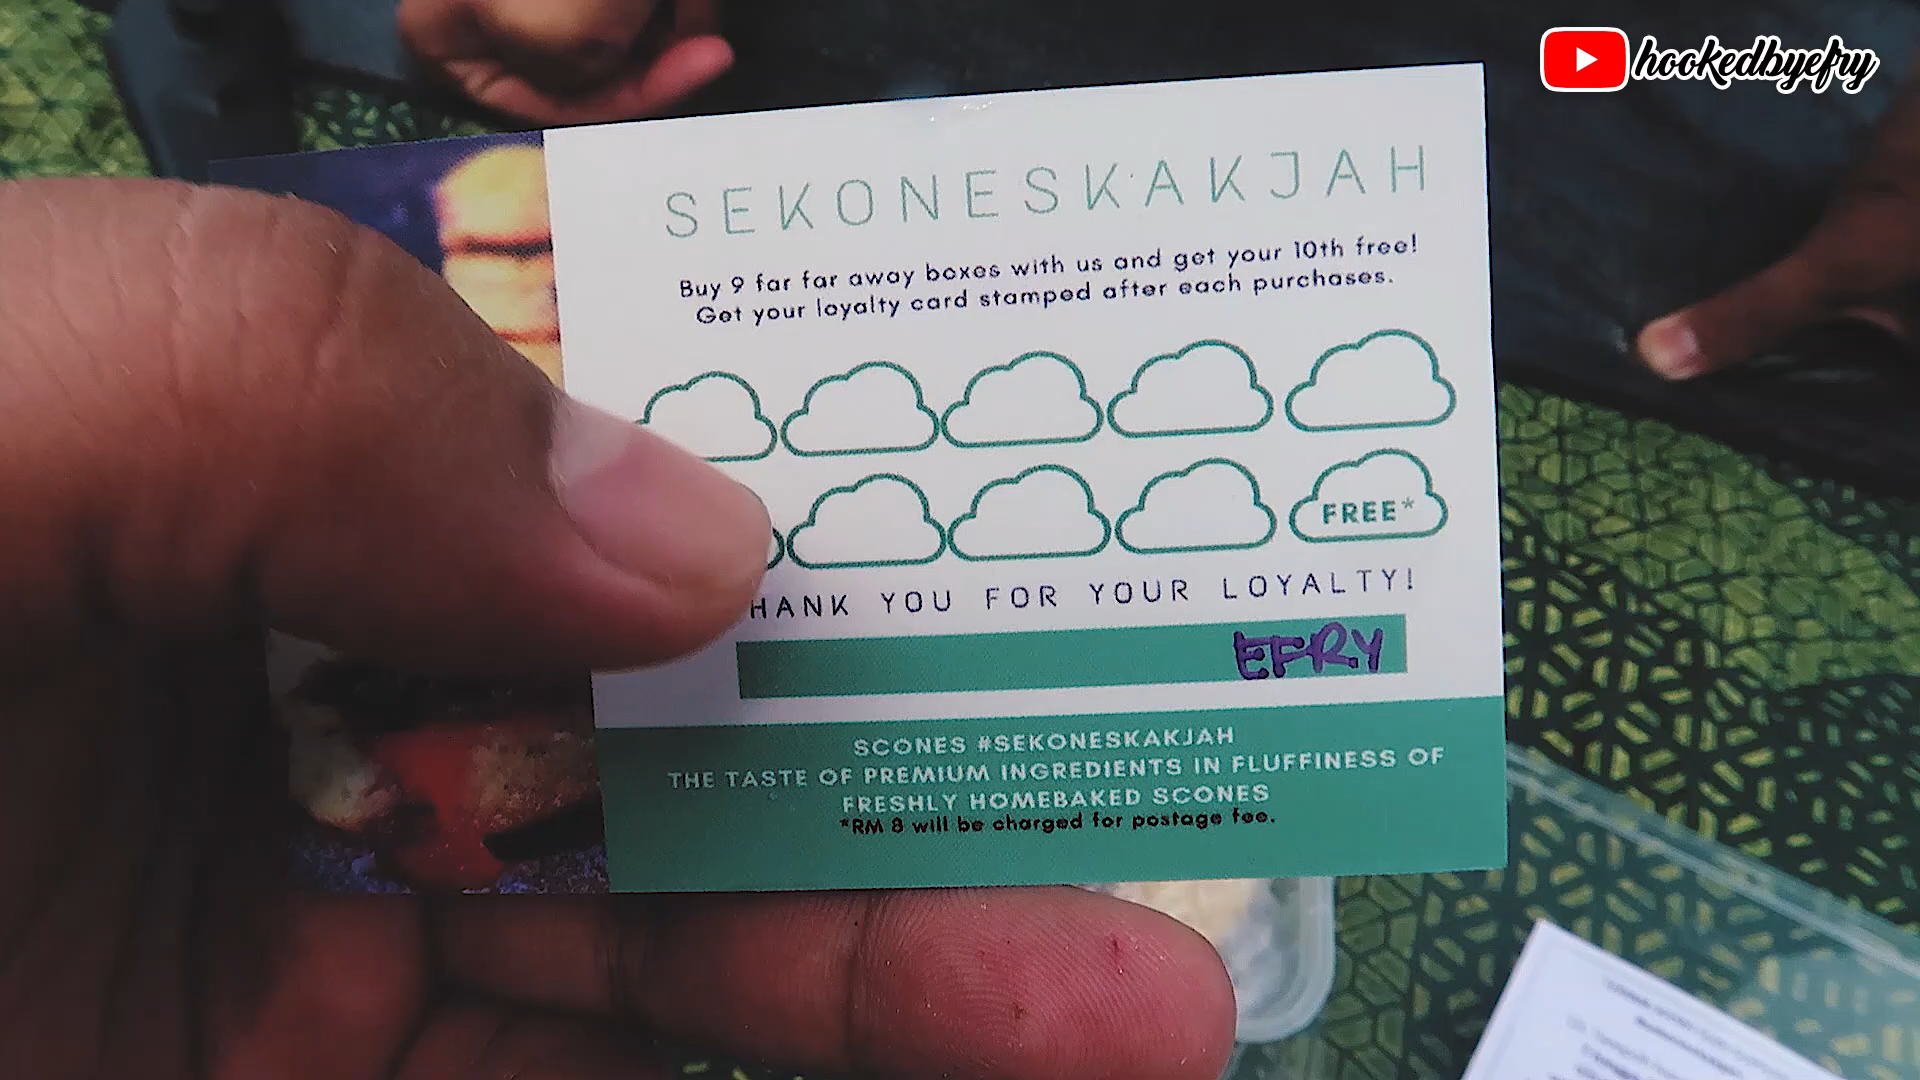 hookedbyefry
SEKONESKAKJAH
Buy 9 far far away boxes with us and get your 10th free!
Get your loyalty card stamped after each purchases.
FREE*
HANK YOU FOR YOUR LOYALTY!
EFRY
SCONES #SEKONESKAKJAH
THE TASTE OF PREMIUM INGREDIENTS IN FLUFFINESS OF
FRESHLY HOMEBAKED SCONES
*RM 8 will be charged for postage fee.